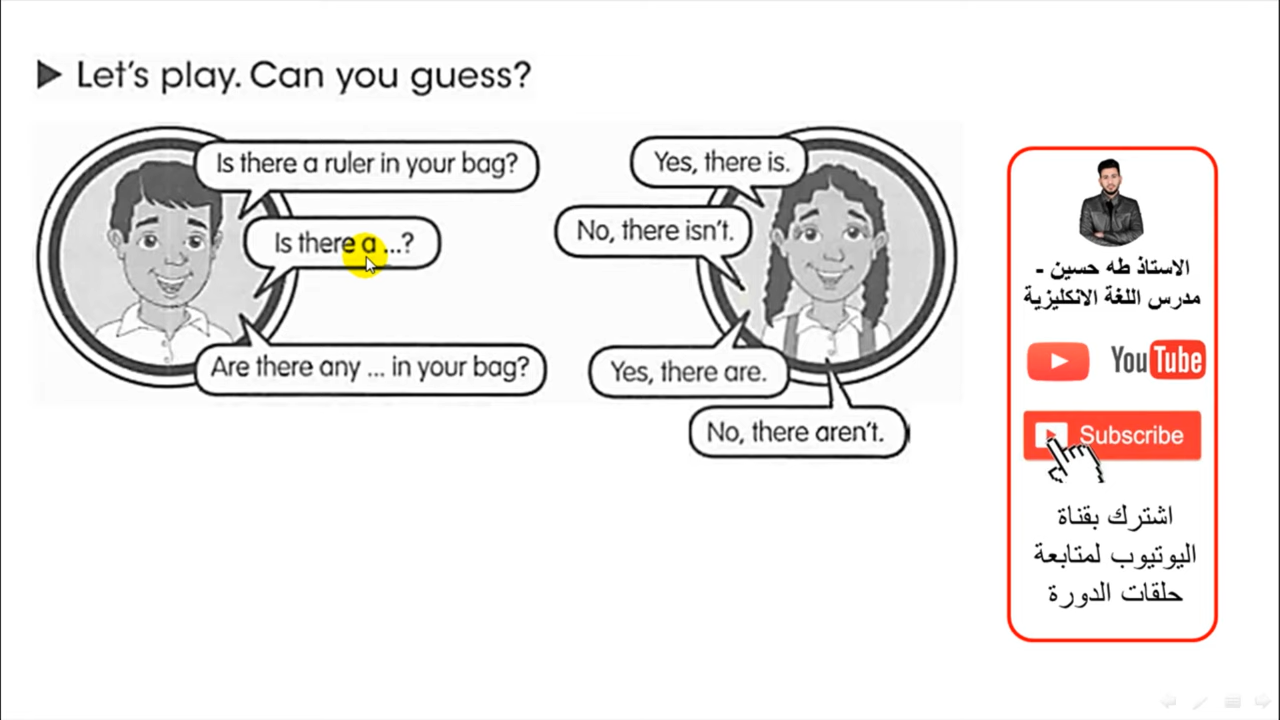 Let's play. Can you guess?
Is there a ruler in your bag?
Is there a ...?
Are there any ... in your bag?
Yes, there is.
No, there isn't.
Yes, there are.
No, there aren't.
الاستاذ طه حسين -
مدرس اللغة الانكليزية
YouTube
Subscribe
اشترك بقناة
اليوتيوب لمتابعة
حلقات الدورة